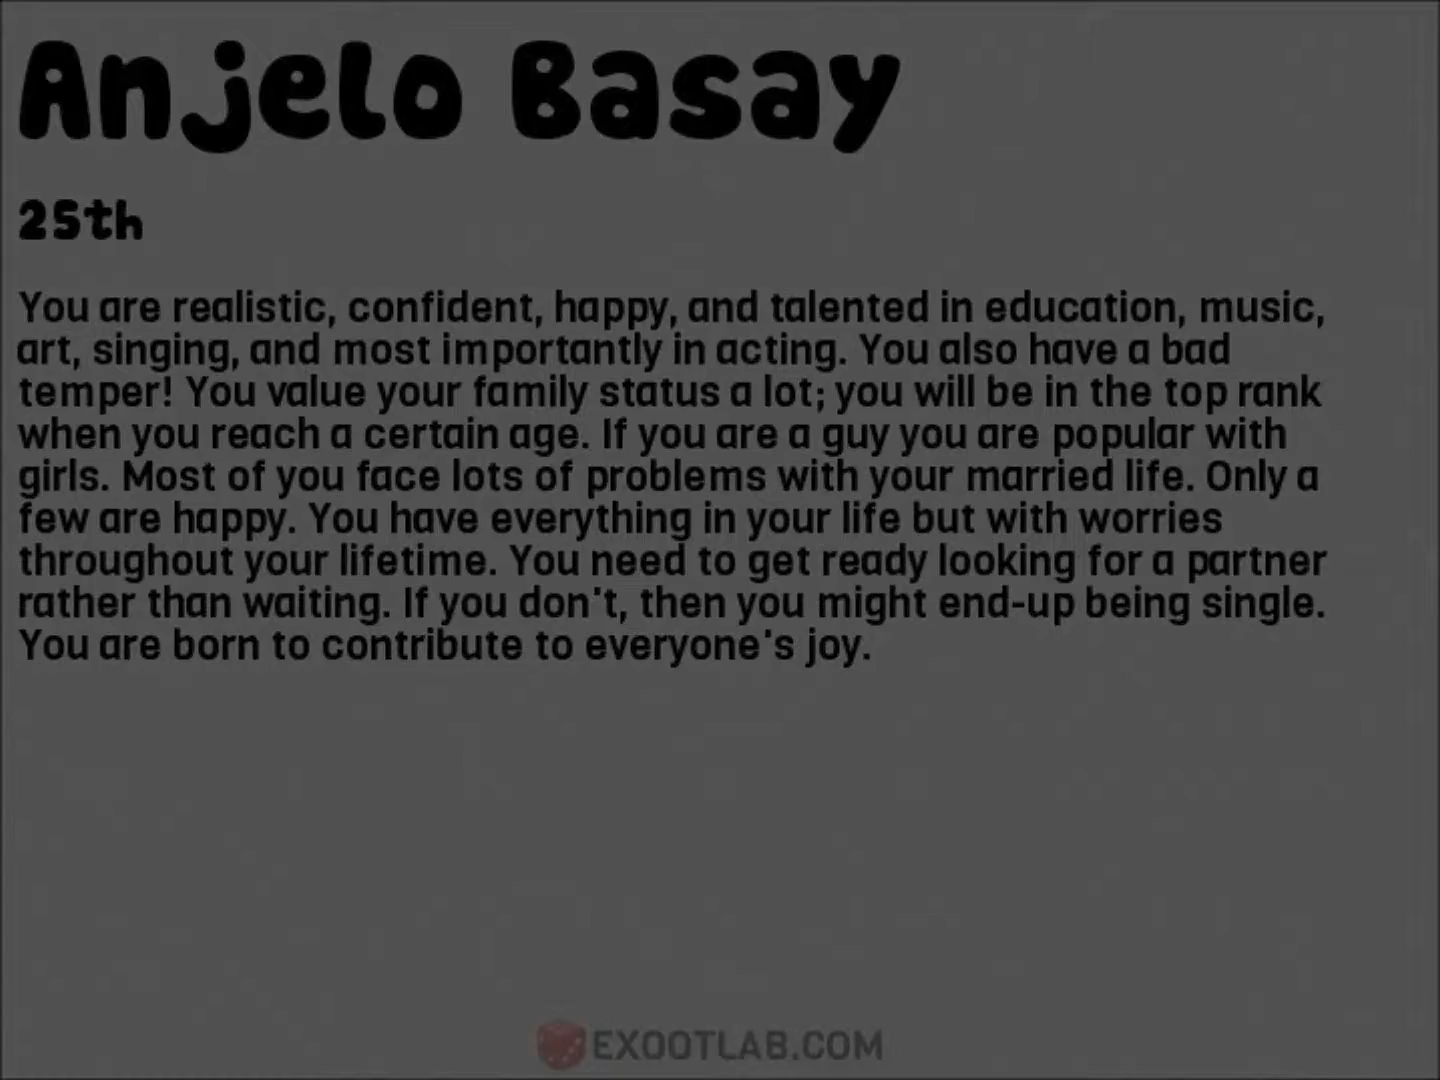 Anjelo Basay
25th
You are realistic, confident, happy, and talented in education, music,
art, singing, and most importantly in acting. You also have a bad
temper! You value your family status a lot; you will be in the top rank
when you reach a certain age. If you are a guy you are popular with
girls. Most of you face lots of problems with your married life. Only a
few are happy. You have everything in your life but with worries
throughout your lifetime. You need to get ready looking for a partner
rather than waiting. If you don't, then you might end-up being single.
You are born to contribute to everyone's joy.
EXOOTLAB.COM